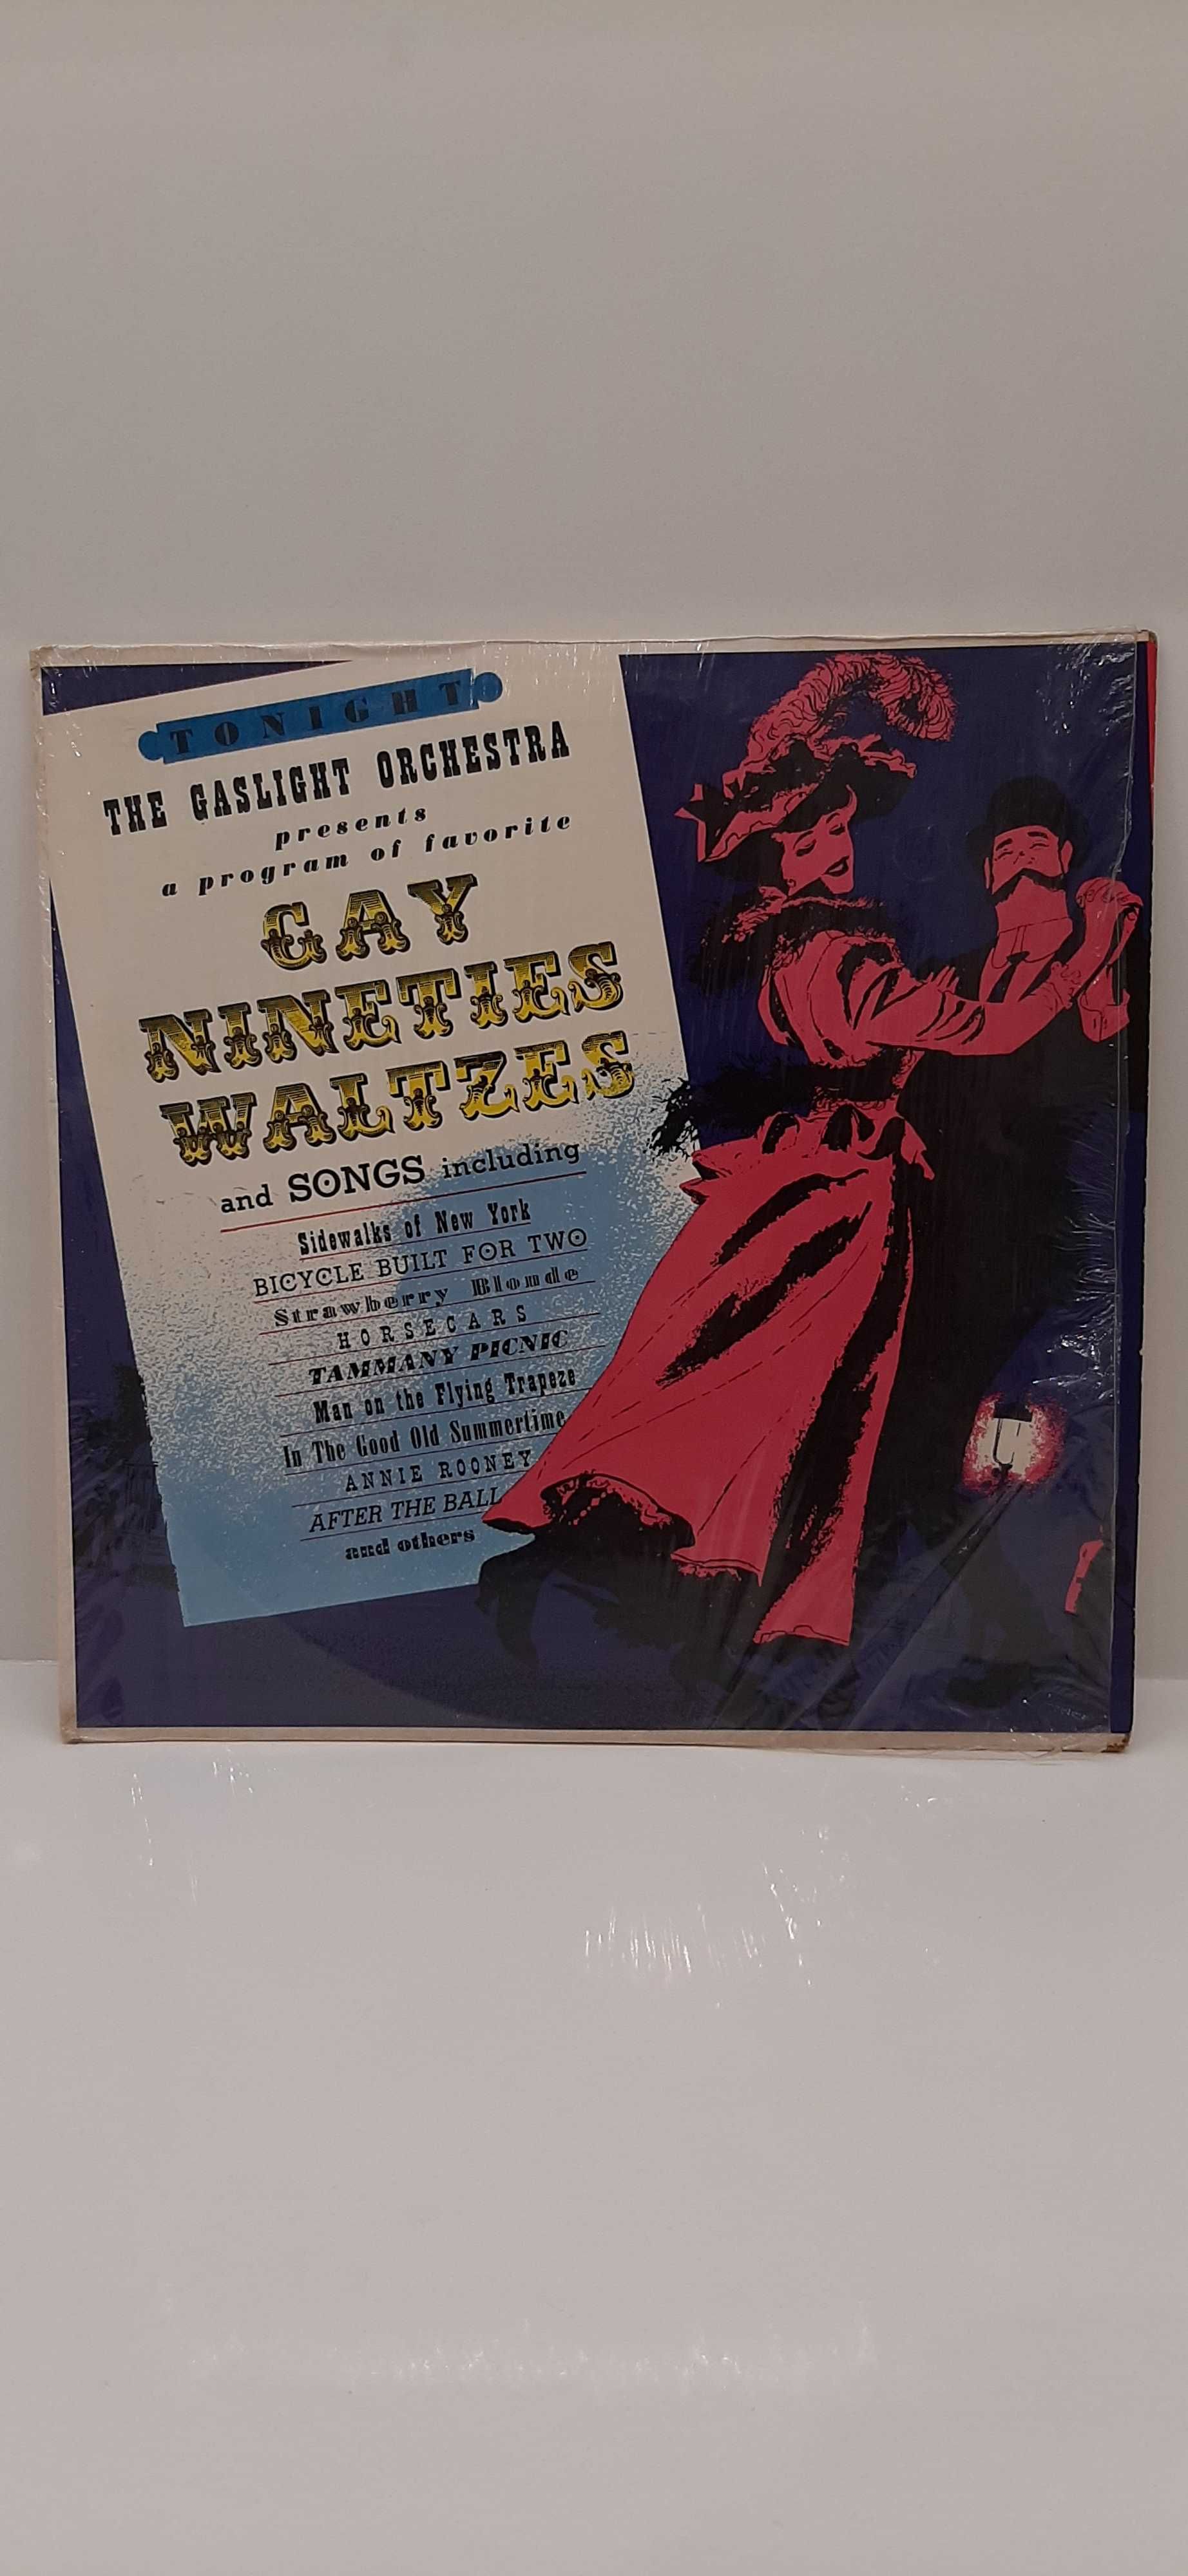 TONIGHT
THE GASLIGHT ORCHESTRA
presents
a program of favorite
GAY
NINETIES
WALTZES
and SONGS including
Sidewalks of New York
BICYCLE BUILT FOR TWO
Strawberry Blonde
HORSECARS
TAMMANY PICNIC
Man on the Flying Trapeze
In The Good Old Summertime
ANNIE ROONEY
AFTER THE BALL
and others